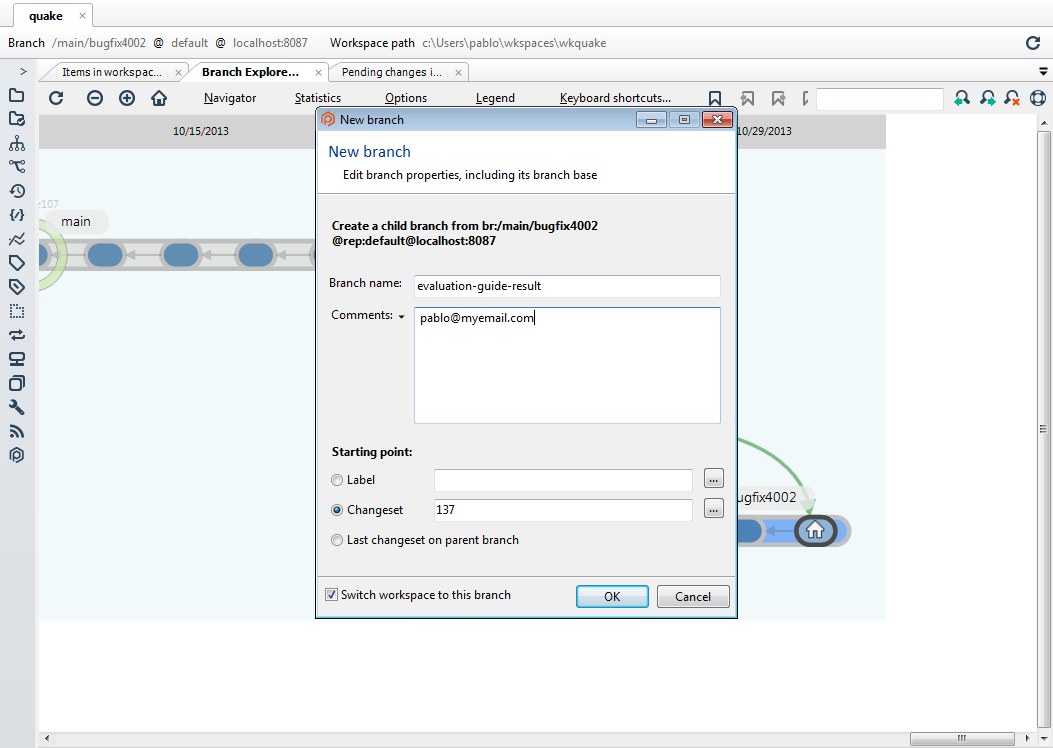 quake
Branch /main/bugfix4002 @ default @ localhost:8087 Workspace path c:\Users\pablo\wkspaces\wkquake
Items in workspac... Branch Explore... Pending changes i...
Navigator Statistics Options Legend Keyboard shortcuts...
10/15/2013 10/29/2013
e107
main
New branch
New branch
Edit branch properties, including its branch base
Create a child branch from br:/main/bugfix4002
@rep:default@localhost:8087
Branch name: evaluation-guide-result
Comments: pablo@myemail.com
Starting point:
Label ...
Changeset 137 ...
ugfix4002
Last changeset on parent branch
Switch workspace to this branch OK Cancel